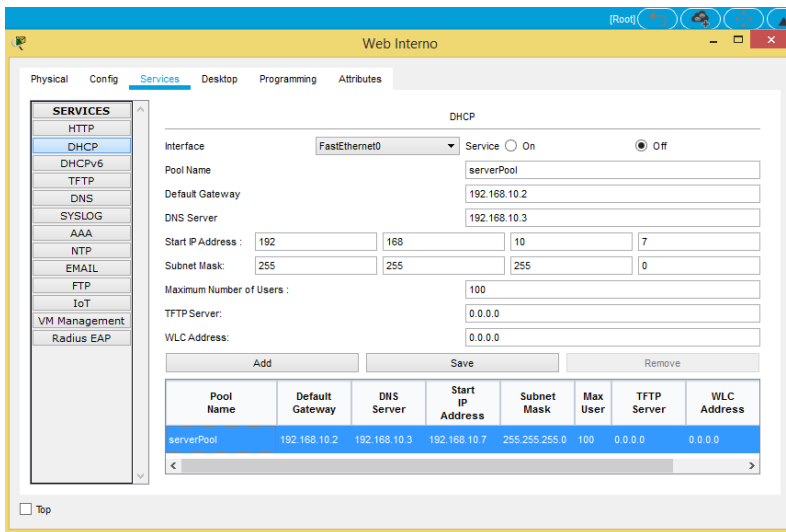 [Root]
Web Interno
Physical Config Services Desktop Programming Attributes
SERVICES
HTTP
DHCP
DHCPv6
TFTP
DNS
SYSLOG
AAA
NTP
EMAIL
FTP
IoT
VM Management
Radius EAP
DHCP
Interface FastEthernet0 Service On Off
Pool Name serverPool
Default Gateway 192.168.10.2
DNS Server 192.168.10.3
Start IP Address : 192 168 10 7
Subnet Mask: 255 255 255 0
Maximum Number of Users : 100
TFTP Server: 0.0.0.0
WLC Address: 0.0.0.0
Add Save Remove
Pool Name Default Gateway DNS Server Start IP Address Subnet Mask Max User TFTP Server WLC Address
serverPool 192.168.10.2 192.168.10.3 192.168.10.7 255.255.255.0 100 0.0.0.0 0.0.0.0
Top